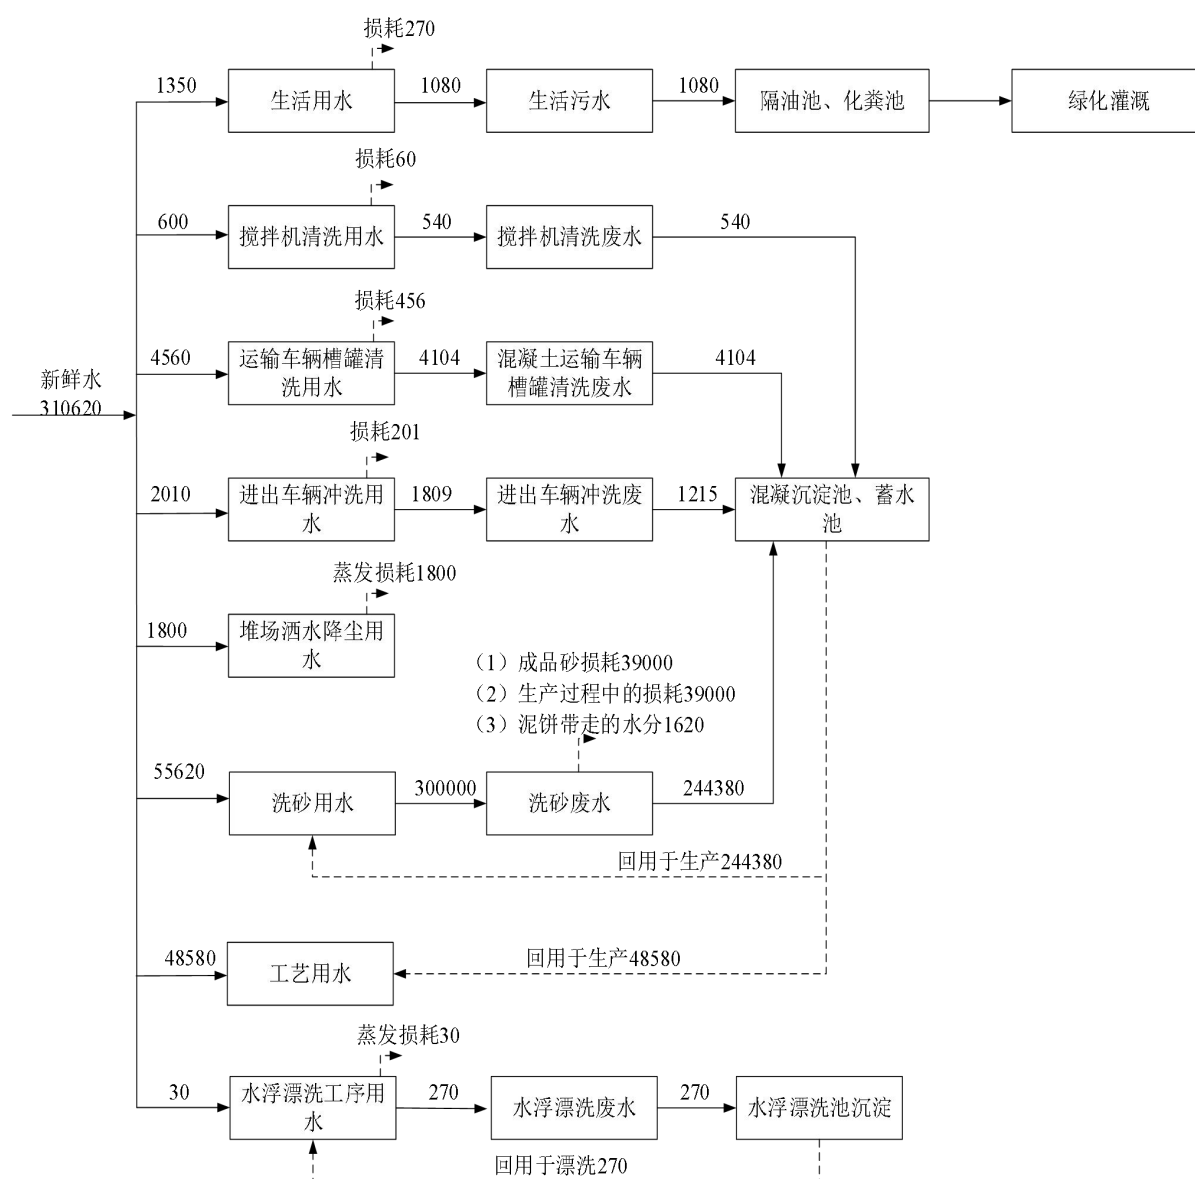 损耗270
1350
生活用水
1080
生活污水
1080
隔油池、化粪池
绿化灌溉
损耗60
600
搅拌机清洗用水
540
搅拌机清洗废水
540
损耗456
4560
运输车辆槽罐清
洗用水
4104
混凝土运输车辆
槽罐清洗废水
4104
新鲜水
310620
损耗201
2010
进出车辆冲洗用
水
1809
进出车辆冲洗废
水
1215
混凝沉淀池、蓄水
池
蒸发损耗1800
1800
堆场洒水降尘用
水
（1）成品砂损耗39000
（2）生产过程中的损耗39000
（3）泥饼带走的水分1620
55620
洗砂用水
300000
洗砂废水
244380
回用于生产244380
48580
工艺用水
回用于生产48580
蒸发损耗30
30
水浮漂洗工序用
水
270
水浮漂洗废水
270
水浮漂洗池沉淀
回用于漂洗270